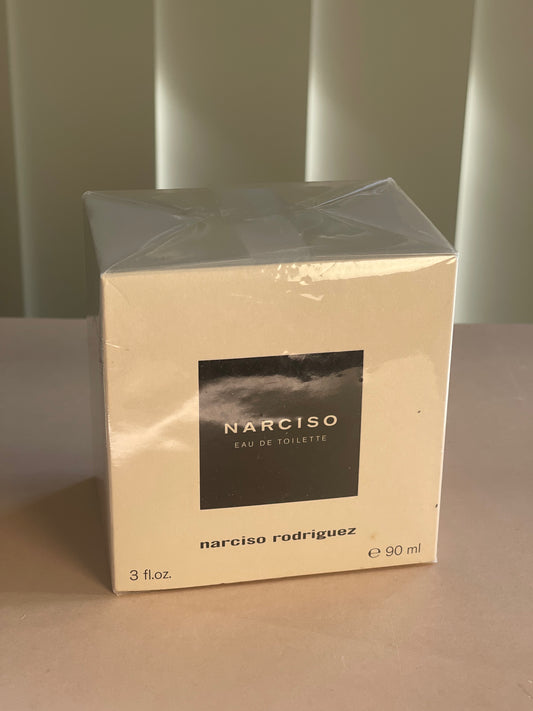 NARCISO
EAU DE TOILETTE
narciso rodriguez
3 fl.oz.
℮ 90 ml